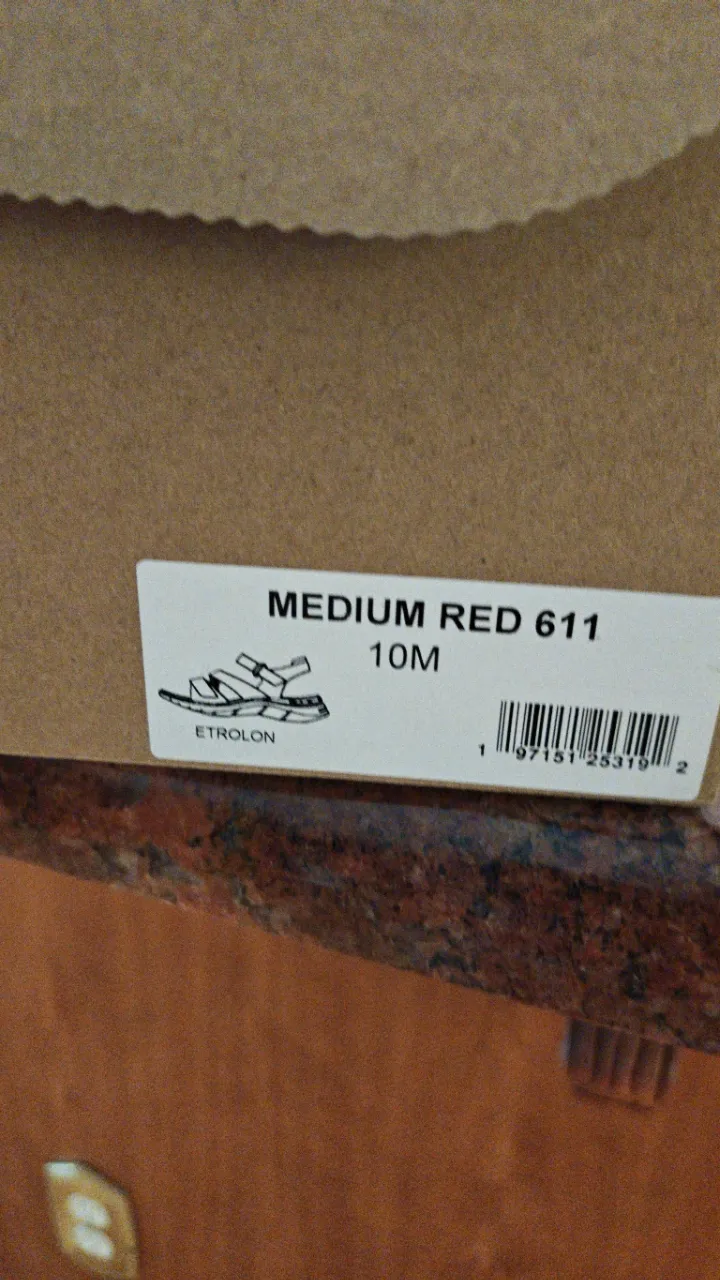 MEDIUM RED 611
10M
ETROLON
1 97151 25319 2